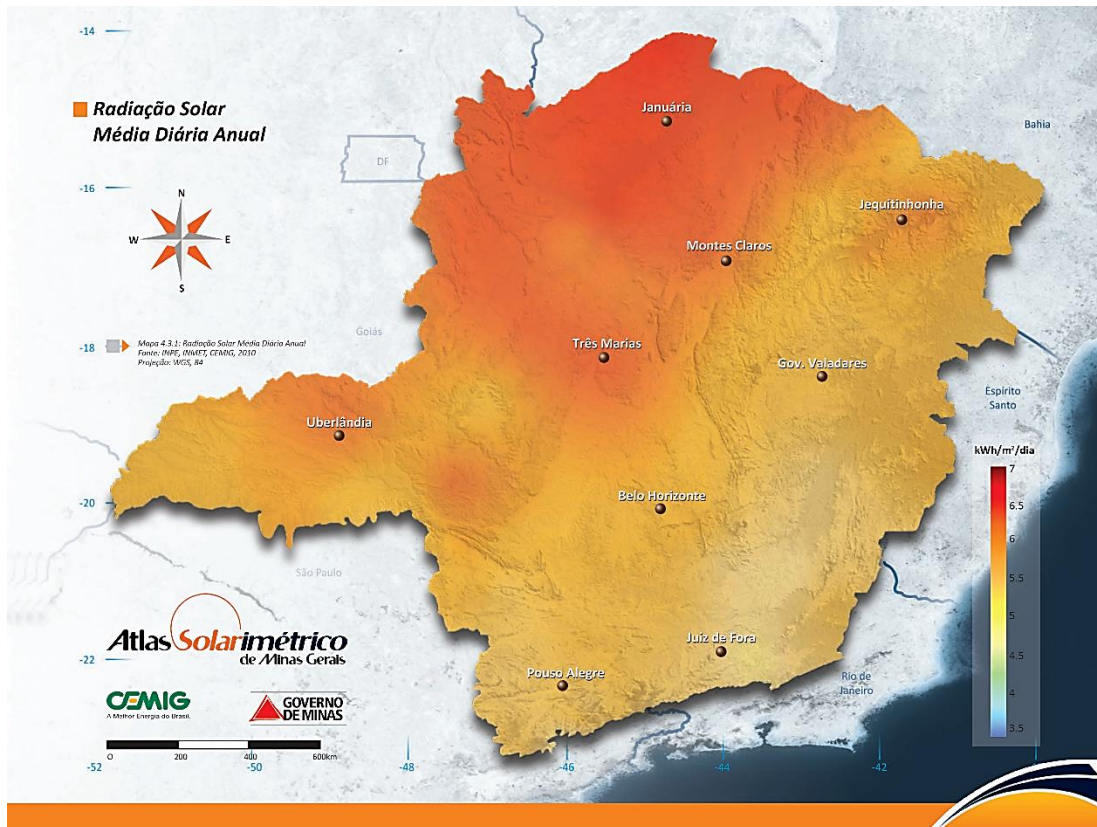 -14
Radiação Solar
Média Diária Anual
Januária
Bahia
DF
-16
N
W
E
S
Jequitinhonha
Montes Claros
Goiás
Mapa 4.3.1: Radiação Solar Média Diária Anual
Fonte: INPE, INMET, CEMIG, 2010
Projeção: WGS, 84
-18
Três Marias
Gov. Valadares
Espírito
Santo
Uberlândia
kWh/m²/dia
7
6.5
6
5.5
5
4.5
4
3.5
-20
Belo Horizonte
São Paulo
Atlas Solarimétrico
de Minas Gerais
-22
Juiz de Fora
Pouso Alegre
Rio de
Janeiro
CEMIG
A Melhor Energia do Brasil.
GOVERNO
DE MINAS
0
200
400
600km
-52
-50
-48
-46
-44
-42